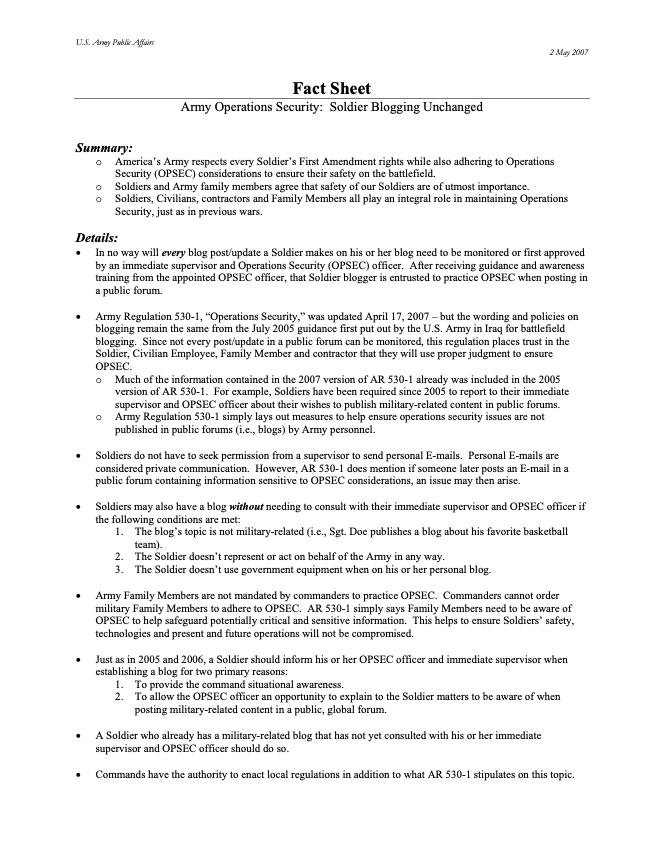 U.S. Army Public Affairs
2 May 2007
Fact Sheet
Army Operations Security: Soldier Blogging Unchanged
Summary:
o America's Army respects every Soldier's First Amendment rights while also adhering to Operations
Security (OPSEC) considerations to ensure their safety on the battlefield.
o Soldiers and Army family members agree that safety of our Soldiers are of utmost importance.
o Soldiers, Civilians, contractors and Family Members all play an integral role in maintaining Operations
Security, just as in previous wars.
Details:
• In no way will every blog post/update a Soldier makes on his or her blog need to be monitored or first approved
by an immediate supervisor and Operations Security (OPSEC) officer. After receiving guidance and awareness
training from the appointed OPSEC officer, that Soldier blogger is entrusted to practice OPSEC when posting in
a public forum.
• Army Regulation 530-1, "Operations Security," was updated April 17, 2007 – but the wording and policies on
blogging remain the same from the July 2005 guidance first put out by the U.S. Army in Iraq for battlefield
blogging. Since not every post/update in a public forum can be monitored, this regulation places trust in the
Soldier, Civilian Employee, Family Member and contractor that they will use proper judgment to ensure
OPSEC.
o Much of the information contained in the 2007 version of AR 530-1 already was included in the 2005
version of AR 530-1. For example, Soldiers have been required since 2005 to report to their immediate
supervisor and OPSEC officer about their wishes to publish military-related content in public forums.
o Army Regulation 530-1 simply lays out measures to help ensure operations security issues are not
published in public forums (i.e., blogs) by Army personnel.
• Soldiers do not have to seek permission from a supervisor to send personal E-mails. Personal E-mails are
considered private communication. However, AR 530-1 does mention if someone later posts an E-mail in a
public forum containing information sensitive to OPSEC considerations, an issue may then arise.
• Soldiers may also have a blog without needing to consult with their immediate supervisor and OPSEC officer if
the following conditions are met:
1. The blog's topic is not military-related (i.e., Sgt. Doe publishes a blog about his favorite basketball
team).
2. The Soldier doesn't represent or act on behalf of the Army in any way.
3. The Soldier doesn't use government equipment when on his or her personal blog.
• Army Family Members are not mandated by commanders to practice OPSEC. Commanders cannot order
military Family Members to adhere to OPSEC. AR 530-1 simply says Family Members need to be aware of
OPSEC to help safeguard potentially critical and sensitive information. This helps to ensure Soldiers' safety,
technologies and present and future operations will not be compromised.
• Just as in 2005 and 2006, a Soldier should inform his or her OPSEC officer and immediate supervisor when
establishing a blog for two primary reasons:
1. To provide the command situational awareness.
2. To allow the OPSEC officer an opportunity to explain to the Soldier matters to be aware of when
posting military-related content in a public, global forum.
• A Soldier who already has a military-related blog that has not yet consulted with his or her immediate
supervisor and OPSEC officer should do so.
• Commands have the authority to enact local regulations in addition to what AR 530-1 stipulates on this topic.